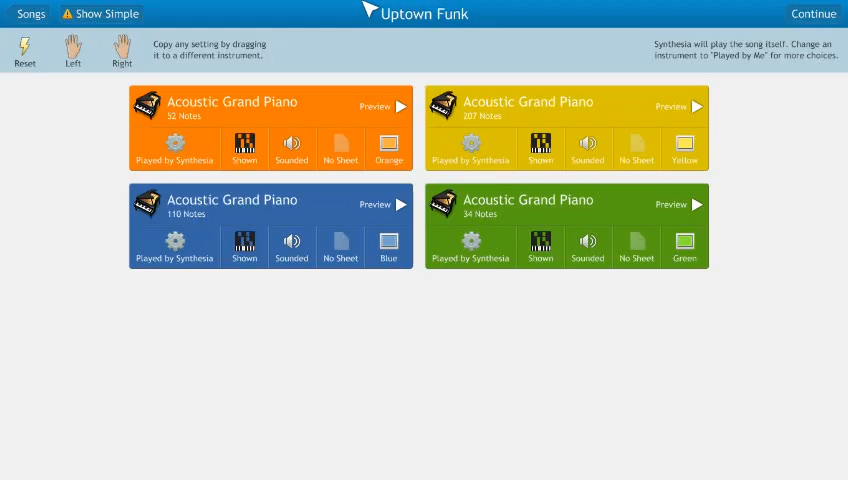 Songs
Show Simple
Uptown Funk
Continue
Reset
Left
Right
Copy any setting by dragging
it to a different instrument.
Synthesia will play the song itself. Change an
instrument to "Played by Me" for more choices.
Acoustic Grand Piano
52 Notes
Preview
Played by Synthesia
Shown
Sounded
No Sheet
Orange
Acoustic Grand Piano
207 Notes
Preview
Played by Synthesia
Shown
Sounded
No Sheet
Yellow
Acoustic Grand Piano
110 Notes
Preview
Played by Synthesia
Shown
Sounded
No Sheet
Blue
Acoustic Grand Piano
34 Notes
Preview
Played by Synthesia
Shown
Sounded
No Sheet
Green